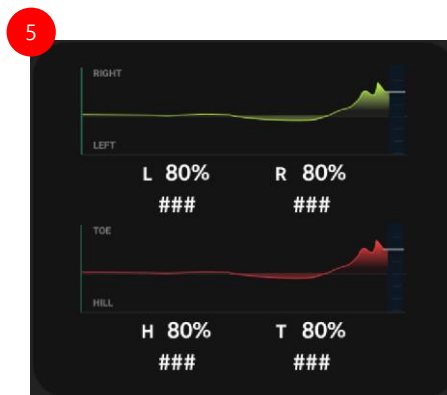 5
RIGHT
LEFT
L 80% R 80%
### ###
TOE
HILL
H 80% T 80%
### ###